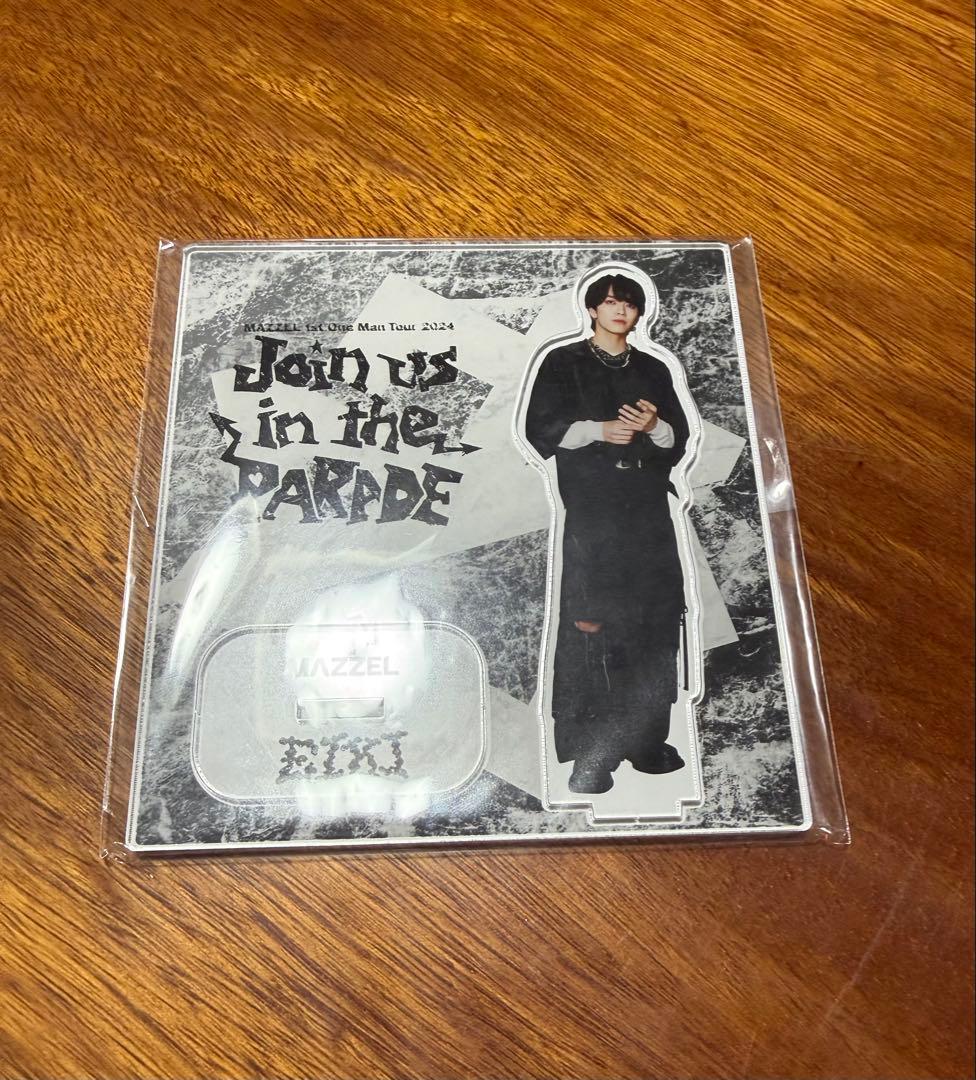 MAZZEL 1st One Man Tour 2024
Join us
in the
PARADE
MAZZEL
EIKI